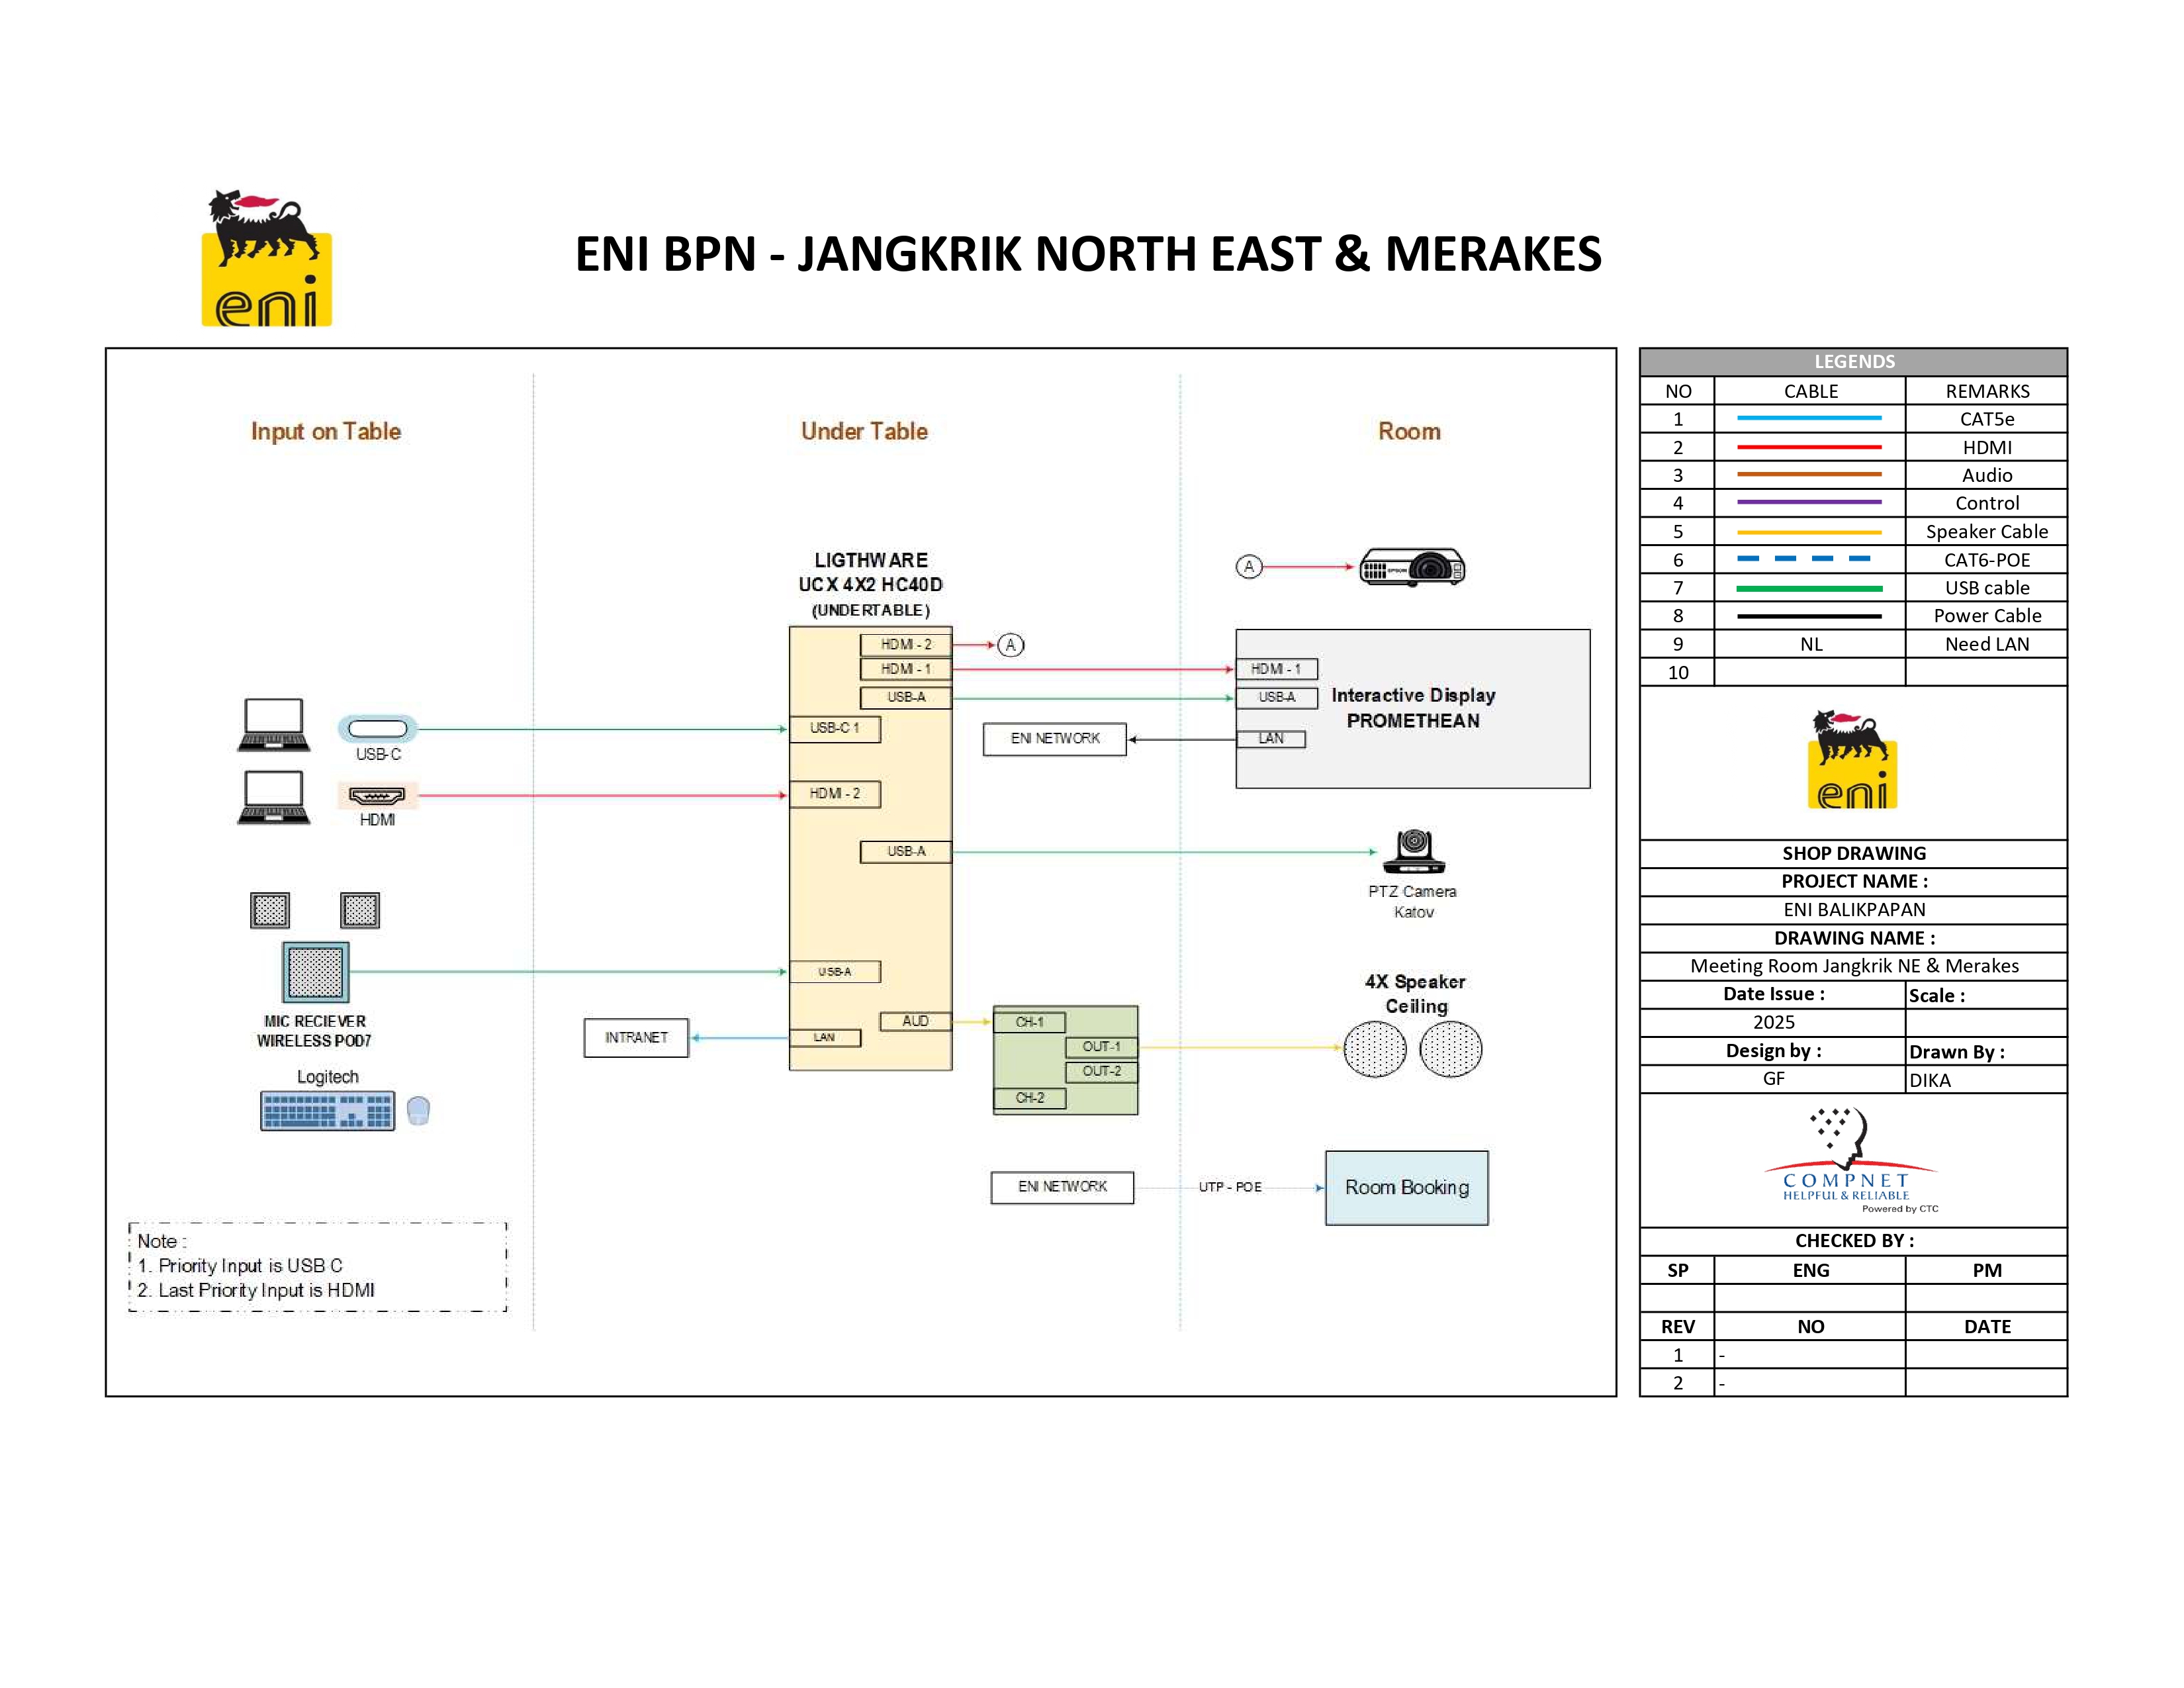 eni
ENI BPN - JANGKRIK NORTH EAST & MERAKES
Input on Table
Under Table
Room
LIGTHWARE
UCX 4X2 HC40D
(UNDERTABLE)
HDMI - 2
A
HDMI - 1
USB-A
USB-C 1
HDMI - 2
USB-A
USB-A
AUD
LAN
USB-C
HDMI
MIC RECIEVER
WIRELESS POD7
Logitech
INTRANET
ENI NETWORK
CH-1
OUT-1
OUT-2
CH-2
ENI NETWORK
UTP - POE
A
EPSON
HDMI - 1
USB-A
LAN
Interactive Display
PROMETHEAN
PTZ Camera
Katov
4X Speaker
Ceiling
Room Booking
Note :
1. Priority Input is USB C
2. Last Priority Input is HDMI
LEGENDS
NO CABLE REMARKS
1 CAT5e
2 HDMI
3 Audio
4 Control
5 Speaker Cable
6 CAT6-POE
7 USB cable
8 Power Cable
9 NL Need LAN
10
eni
SHOP DRAWING
PROJECT NAME :
ENI BALIKPAPAN
DRAWING NAME :
Meeting Room Jangkrik NE & Merakes
Date Issue : Scale :
2025
Design by : Drawn By :
GF DIKA
COMPNET
HELPFUL & RELIABLE
Powered by CTC
CHECKED BY :
SP ENG PM
REV NO DATE
1 -
2 -